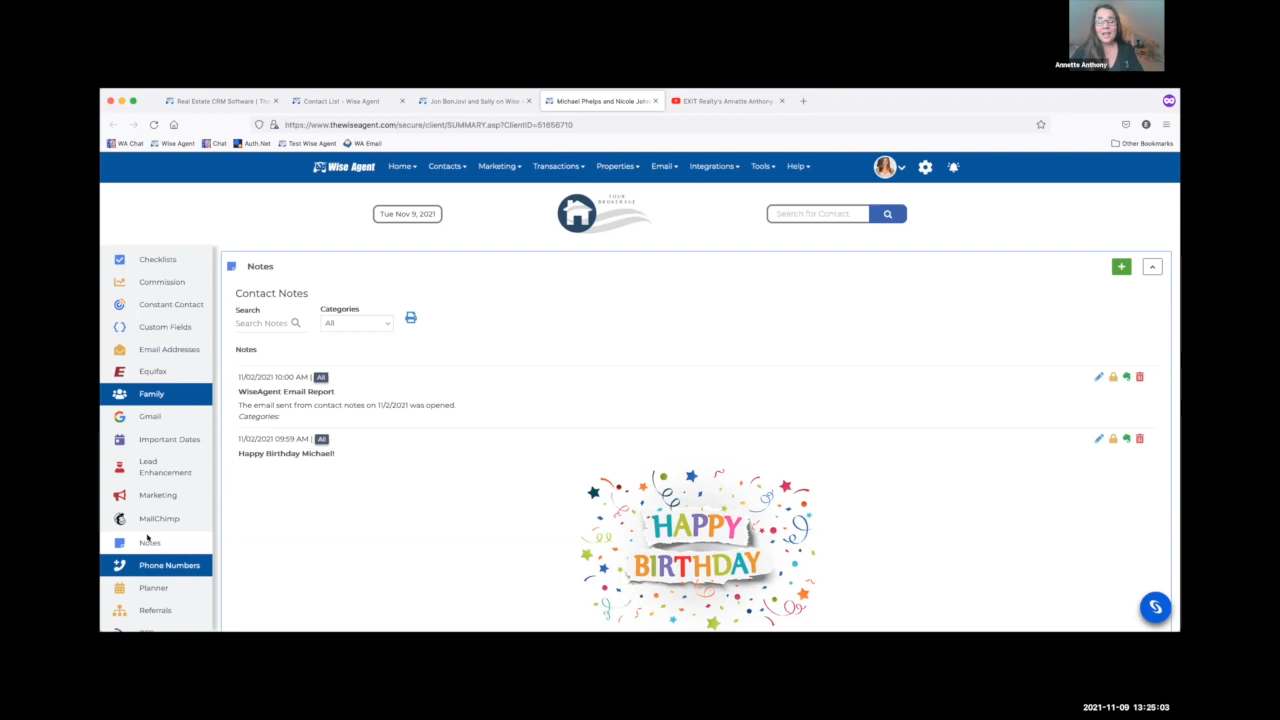 Annette Anthony
Real Estate CRM Software | Tho
Contact List - Wise Agent
Jon BonJovi and Sally on Wise A
Michael Phelps and Nicole John
EXIT Realty's Annette Anthony
https://www.thewiseagent.com/secure/client/SUMMARY.asp?ClientID=51656710
WA Chat Wise Agent Chat Auth.Net Test Wise Agent WA Email Other Bookmarks
Wise Agent Home Contacts Marketing Transactions Properties Email Integrations Tools Help
Tue Nov 9, 2021
YOUR
BROKERAGE
Search for Contact
Checklists
Commission
Constant Contact
Custom Fields
Email Addresses
Equifax
Family
Gmail
Important Dates
Lead
Enhancement
Marketing
MailChimp
Notes
Phone Numbers
Planner
Referrals
Notes
Contact Notes
Search Categories
Search Notes All
Notes
11/02/2021 10:00 AM | All
WiseAgent Email Report
The email sent from contact notes on 11/2/2021 was opened.
Categories:
11/02/2021 09:59 AM | All
Happy Birthday Michael!
HAPPY
BIRTHDAY
2021-11-09 13:25:03